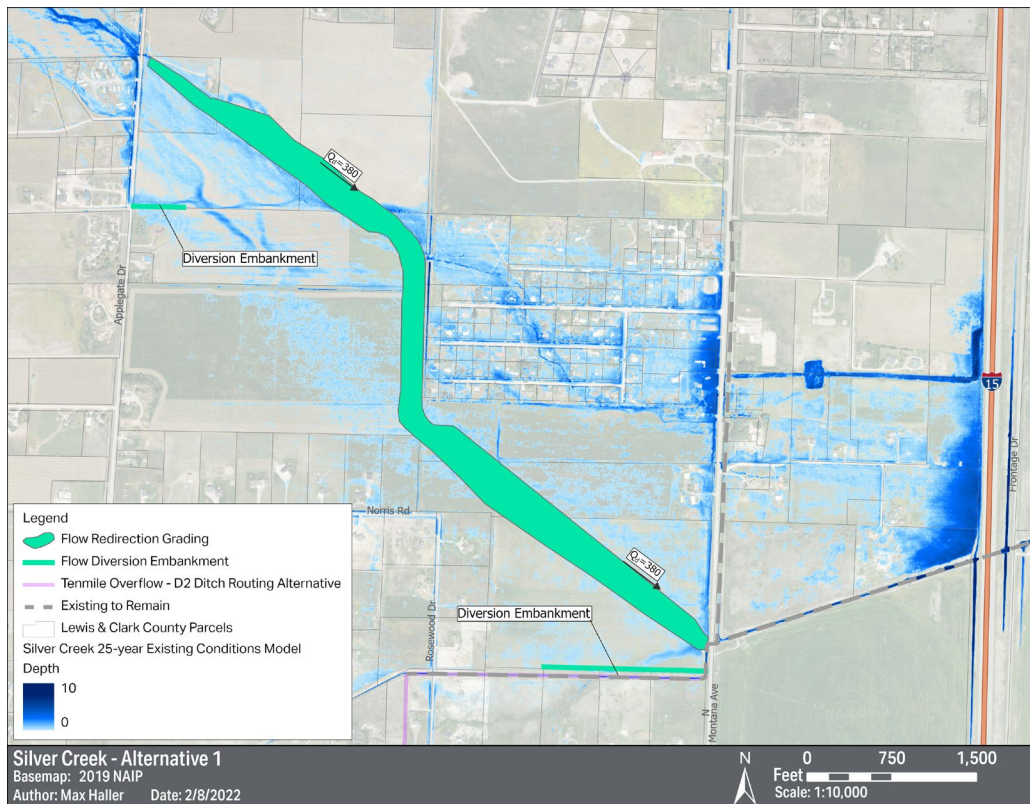 Q_d=380
Diversion Embankment
Applegate Dr
15
Frontage Dr
Norris Rd
Q_d=380
Diversion Embankment
Rosewood Dr
N
Montana Ave
Legend
Flow Redirection Grading
Flow Diversion Embankment
Tenmile Overflow - D2 Ditch Routing Alternative
Existing to Remain
Lewis & Clark County Parcels
Silver Creek 25-year Existing Conditions Model
Depth
10
0
Silver Creek - Alternative 1
Basemap: 2019 NAIP
Author: Max Haller Date: 2/8/2022
N
0 750 1,500
Feet
Scale: 1:10,000